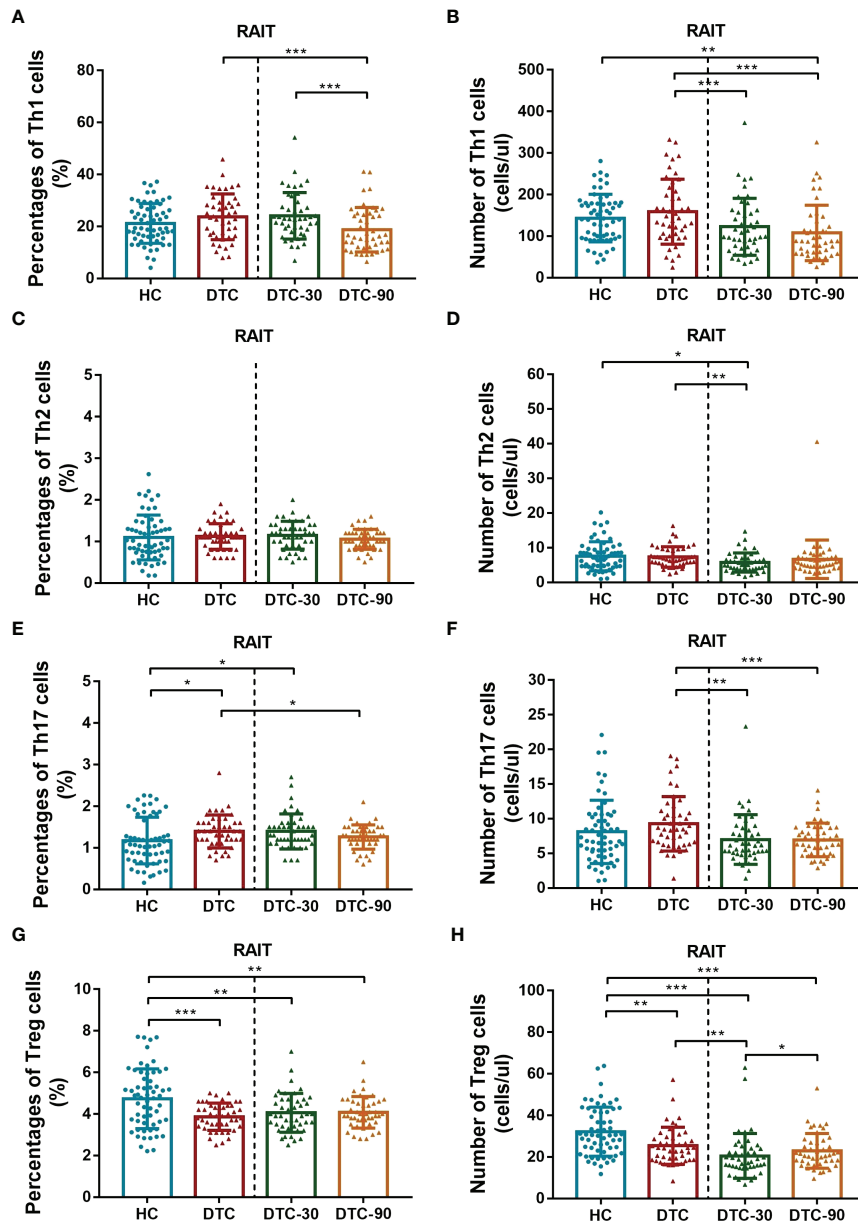 A
RAIT
Percentages of Th1 cells
(%)
80
60
40
20
0
***
***
HC
DTC
DTC-30
DTC-90
B
RAIT
Number of Th1 cells
(cells/ul)
500
400
300
200
100
0
**
***
***
HC
DTC
DTC-30
DTC-90
C
RAIT
Percentages of Th2 cells
(%)
5
4
3
2
1
0
HC
DTC
DTC-30
DTC-90
D
RAIT
Number of Th2 cells
(cells/ul)
60
50
40
30
20
10
0
*
**
HC
DTC
DTC-30
DTC-90
E
RAIT
Percentages of Th17 cells
(%)
5
4
3
2
1
0
*
*
*
HC
DTC
DTC-30
DTC-90
F
RAIT
Number of Th17 cells
(cells/ul)
30
25
20
15
10
5
0
***
**
HC
DTC
DTC-30
DTC-90
G
RAIT
Percentages of Treg cells
(%)
10
8
6
4
2
0
**
**
***
HC
DTC
DTC-30
DTC-90
H
RAIT
Number of Treg cells
(cells/ul)
100
80
60
40
20
0
***
***
**
**
*
HC
DTC
DTC-30
DTC-90